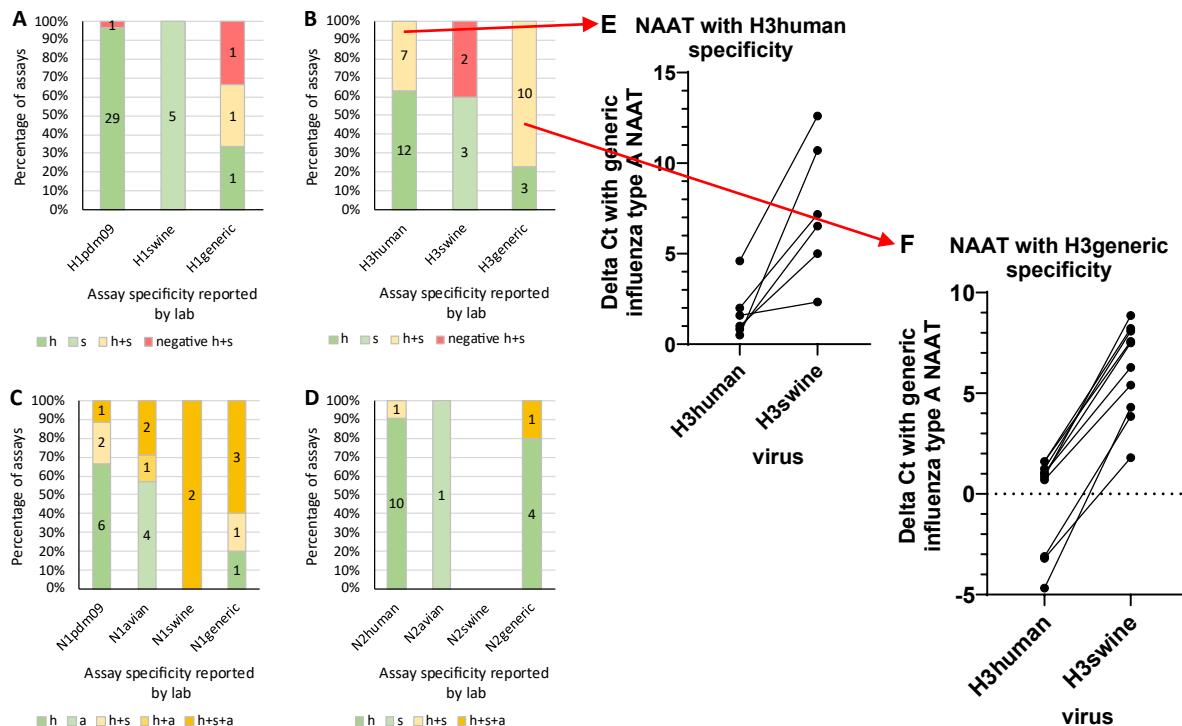 A
Percentage of assays
100%
90%
80%
70%
60%
50%
40%
30%
20%
10%
0%
1
29
5
1
1
1
H1pdm09
H1swine
H1generic
Assay specificity reported
by lab
h s h+s negative h+s
B
Percentage of assays
100%
90%
80%
70%
60%
50%
40%
30%
20%
10%
0%
7
12
2
3
10
3
H3human
H3swine
H3generic
Assay specificity reported
by lab
h s h+s negative h+s
E
NAAT with H3human
specificity
Delta Ct with generic
influenza type A NAAT
15
10
5
0
H3human
H3swine
virus
F
NAAT with H3generic
specificity
Delta Ct with generic
influenza type A NAAT
10
5
0
-5
H3human
H3swine
virus
C
Percentage of assays
100%
90%
80%
70%
60%
50%
40%
30%
20%
10%
0%
1
2
6
2
1
4
2
3
1
1
N1pdm09
N1avian
N1swine
N1generic
Assay specificity reported
by lab
h a h+s h+a h+s+a
D
Percentage of assays
100%
90%
80%
70%
60%
50%
40%
30%
20%
10%
0%
1
10
1
1
4
N2human
N2avian
N2swine
N2generic
Assay specificity reported
by lab
h s h+s h+s+a